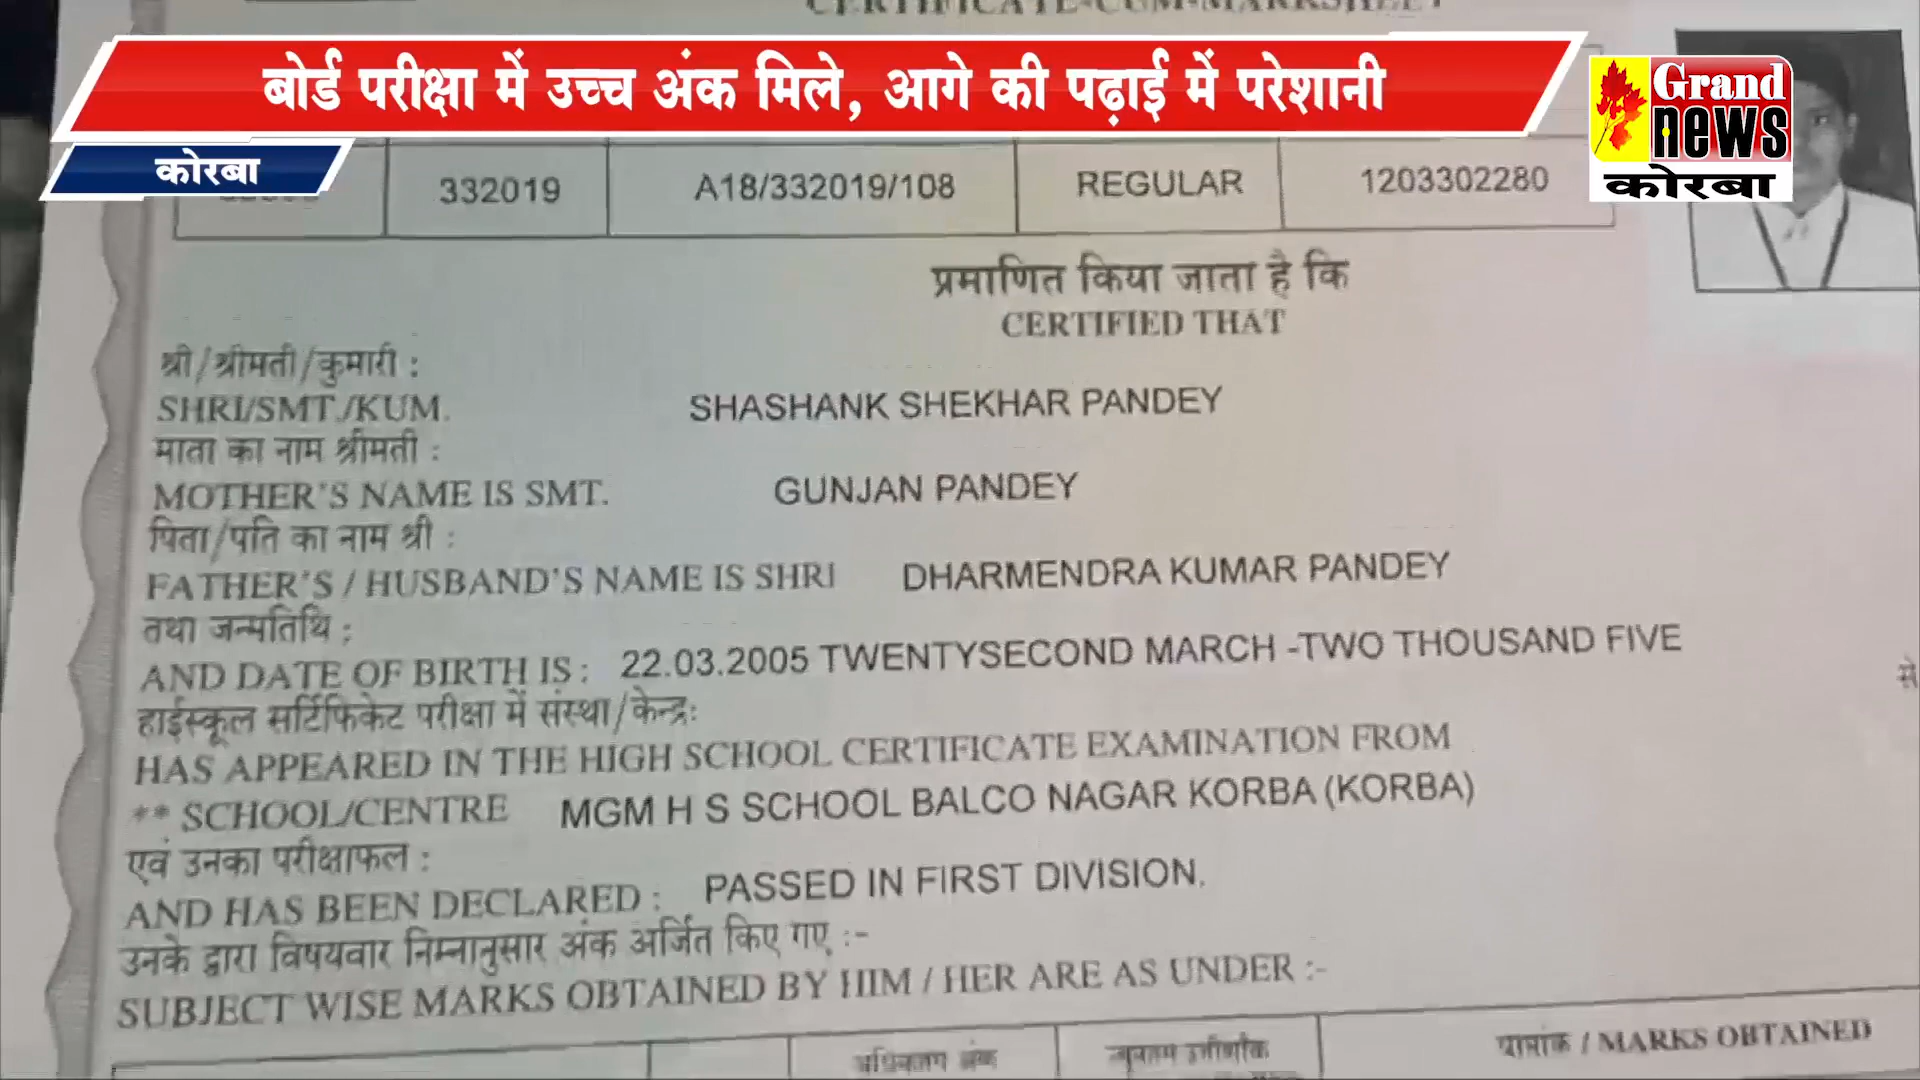 CERTIFICATE-CUM-MARKSHEET
बोर्ड परीक्षा में उच्च अंक मिले, आगे की पढ़ाई में परेशानी
Grand
news
कोरबा
कोरबा
332019 A18/332019/108 REGULAR 1203302280
प्रमाणित किया जाता है कि
CERTIFIED THAT
श्री/श्रीमती/कुमारी :
SHRI/SMT./KUM. SHASHANK SHEKHAR PANDEY
माता का नाम श्रीमती :
MOTHER'S NAME IS SMT. GUNJAN PANDEY
पिता/पति का नाम श्री :
FATHER'S / HUSBAND'S NAME IS SHRI DHARMENDRA KUMAR PANDEY
तथा जन्मतिथि :
AND DATE OF BIRTH IS : 22.03.2005 TWENTYSECOND MARCH -TWO THOUSAND FIVE
से
हाईस्कूल सर्टिफिकेट परीक्षा में संस्था/केन्द्र:
HAS APPEARED IN THE HIGH SCHOOL CERTIFICATE EXAMINATION FROM
** SCHOOL/CENTRE MGM H S SCHOOL BALCO NAGAR KORBA (KORBA)
एवं उनका परीक्षाफल :
AND HAS BEEN DECLARED : PASSED IN FIRST DIVISION.
उनके द्वारा विषयवार निम्नानुसार अंक अर्जित किए गए :-
SUBJECT WISE MARKS OBTAINED BY HIM / HER ARE AS UNDER :-
अधिकतम अंक न्यूनतम उत्तीर्णांक प्राप्तांक / MARKS OBTAINED